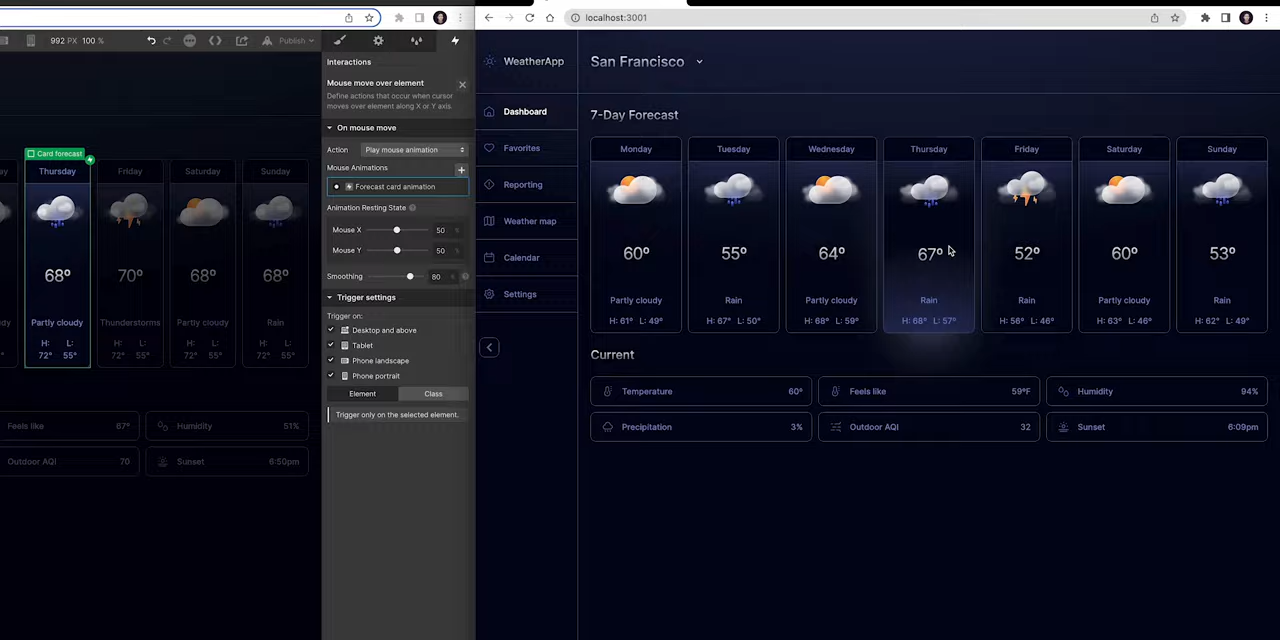 992 PX 100 %
Publish
Interactions
Mouse move over element
Define actions that occur when cursor
moves over element along X or Y axis.
On mouse move
Action Play mouse animation
Mouse Animations
Forecast card animation
Animation Resting State
Mouse X 50
Mouse Y 50
Smoothing 80
Trigger settings
Trigger on:
Desktop and above
Tablet
Phone landscape
Phone portrait
Element Class
Trigger only on the selected element.
Card forecast
Thursday Friday Saturday Sunday
68° 70° 68° 68°
Partly cloudy Thunderstorms Partly cloudy Rain
H: L: H: L: H: L: H: L:
72° 55° 72° 55° 72° 55° 72° 55°
Feels like 67° Humidity 51%
Outdoor AQI 70 Sunset 6:50pm
localhost:3001
WeatherApp
Dashboard
Favorites
Reporting
Weather map
Calendar
Settings
San Francisco
7-Day Forecast
Monday Tuesday Wednesday Thursday Friday Saturday Sunday
60° 55° 64° 67° 52° 60° 53°
Partly cloudy Rain Partly cloudy Rain Rain Partly cloudy Rain
H: 61° L: 49° H: 67° L: 50° H: 68° L: 59° H: 68° L: 57° H: 56° L: 46° H: 63° L: 46° H: 62° L: 49°
Current
Temperature 60° Feels like 59°F Humidity 94%
Precipitation 3% Outdoor AQI 32 Sunset 6:09pm